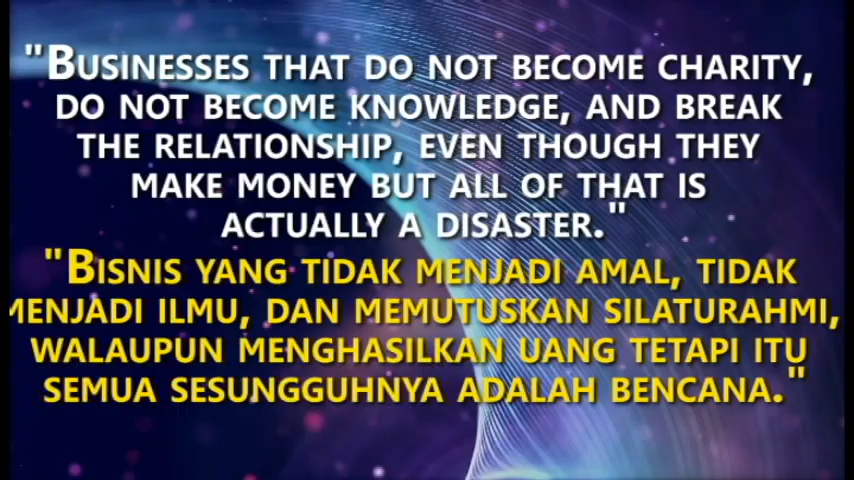 "Businesses that do not become charity,
do not become knowledge, and break
the relationship, even though they
make money but all of that is
actually a disaster."
"Bisnis yang tidak menjadi amal, tidak
menjadi ilmu, dan memutuskan silaturahmi,
walaupun menghasilkan uang tetapi itu
semua sesungguhnya adalah bencana."